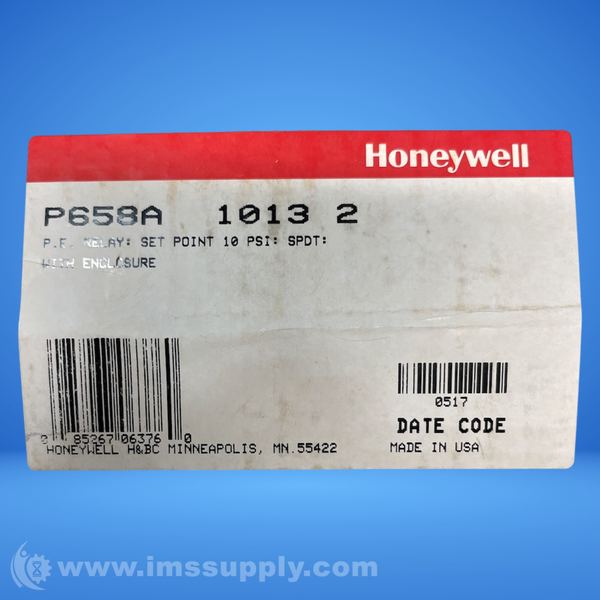 Honeywell
P658A 1013 2
P.E. RELAY: SET POINT 10 PSI: SPDT:
WITH ENCLOSURE
0517
DATE CODE
0 85267 06376 0
HONEYWELL H&BC MINNEAPOLIS, MN.55422
MADE IN USA
www.imssupply.com